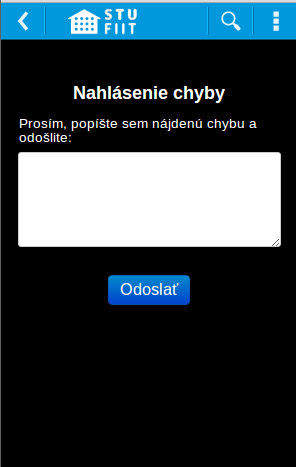 STU
FIIT
Nahlásenie chyby
Prosím, popíšte sem nájdenú chybu a
odošlite:
Odoslať